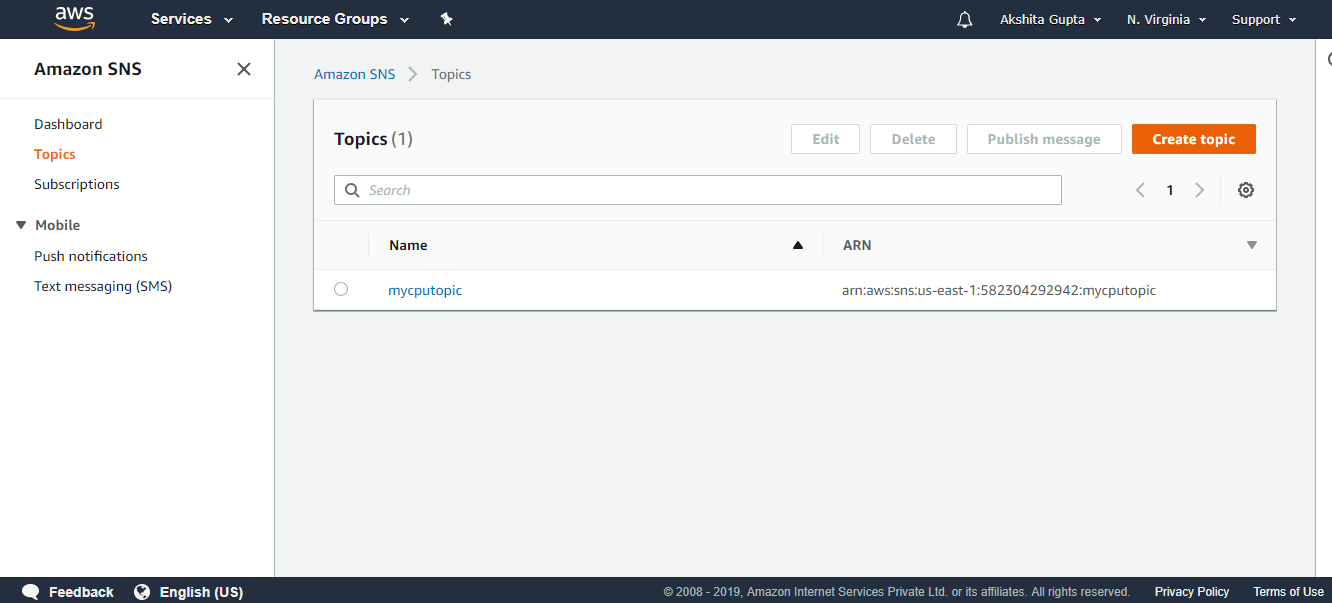 aws Services Resource Groups Akshita Gupta N. Virginia Support
Amazon SNS
Dashboard
Topics
Subscriptions
Mobile
Push notifications
Text messaging (SMS)
Amazon SNS Topics
Topics (1) Edit Delete Publish message Create topic
Search 1
Name ARN
mycputopic arn:aws:sns:us-east-1:582304292942:mycputopic
Feedback English (US) © 2008 - 2019, Amazon Internet Services Private Ltd. or its affiliates. All rights reserved. Privacy Policy Terms of Use